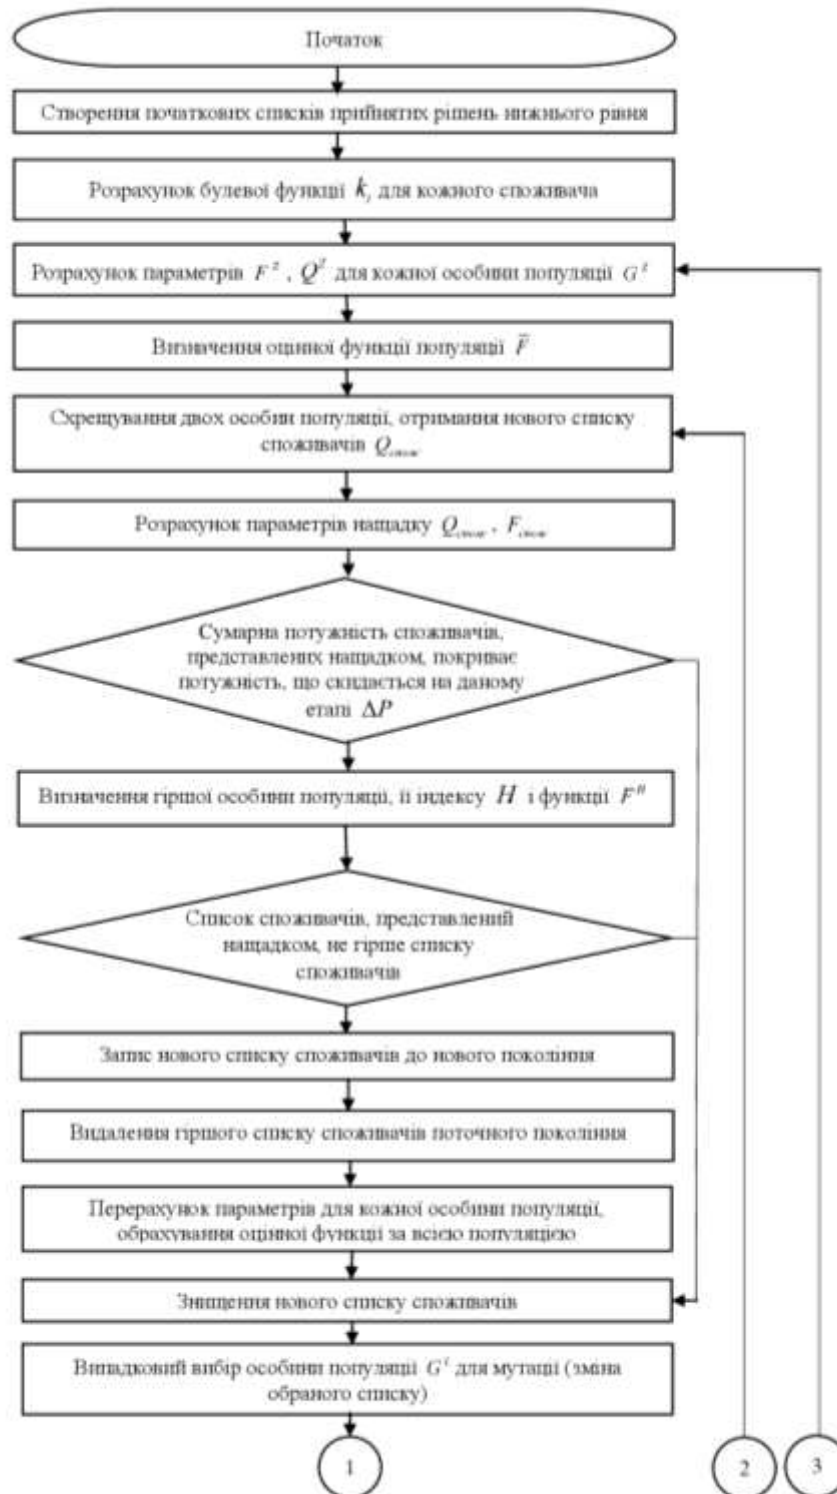 Початок
Створення початкових списків прийнятих рішень нижнього рівня
Розрахунок булевої функції k_j для кожного споживача
Розрахунок параметрів F^z , Q^z для кожної особини популяції G^z
Визначення оцінної функції популяції F̄
Схрещування двох особин популяції, отримання нового списку
споживачів Q
Розрахунок параметрів нащадку Q , F
Сумарна потужність споживачів,
представлених нащадком, покриває
потужність, що скидається на даному
етапі ΔP
Визначення гіршої особини популяції, її індексу H і функції F^H
Список споживачів, представлений
нащадком, не гірше списку
споживачів
Запис нового списку споживачів до нового покоління
Видалення гіршого списку споживачів поточного покоління
Перерахунок параметрів для кожної особини популяції,
обрахування оцінної функції за всією популяцією
Знищення нового списку споживачів
Випадковий вибір особини популяції G для мутації (зміна
обраного списку)
1
2
3